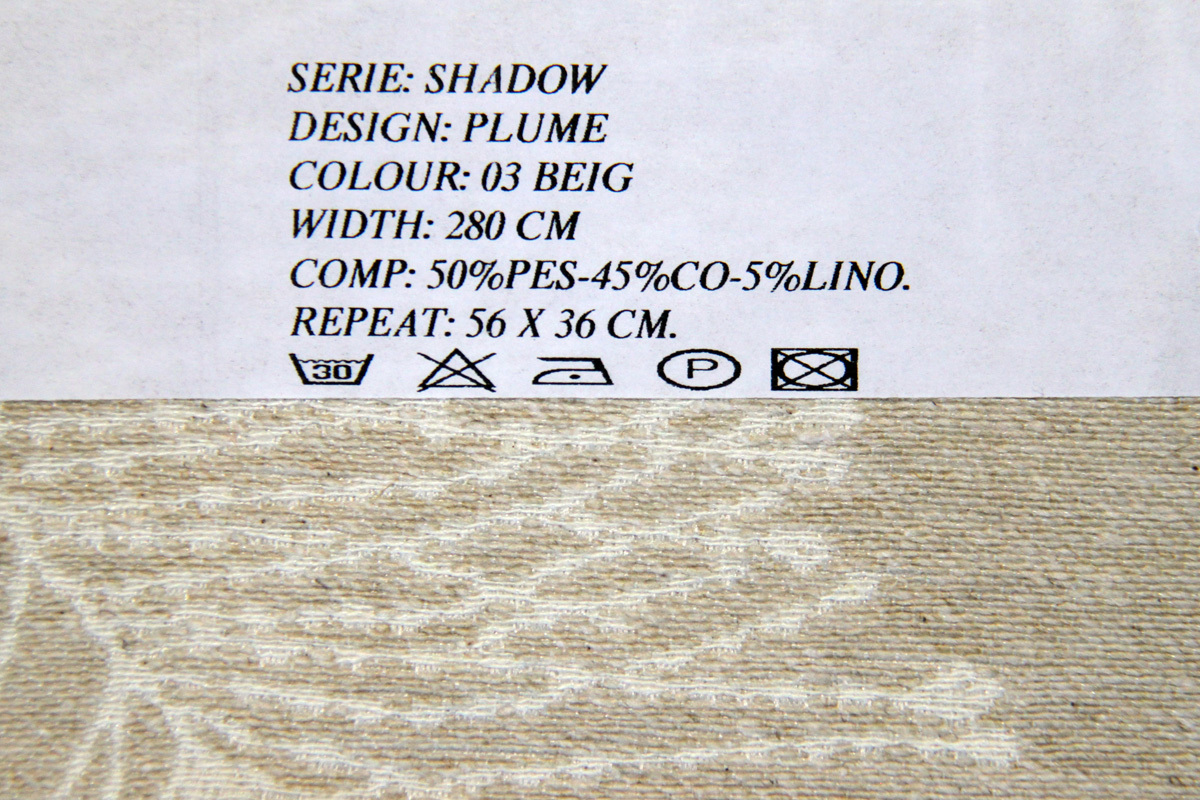 SERIE: SHADOW
DESIGN: PLUME
COLOUR: 03 BEIG
WIDTH: 280 CM
COMP: 50%PES-45%CO-5%LINO.
REPEAT: 56 X 36 CM.
30 P